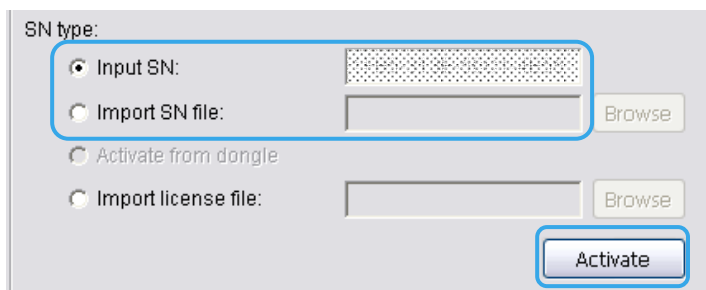 SN type:
Input SN:
Import SN file:
Browse
Activate from dongle
Import license file:
Browse
Activate